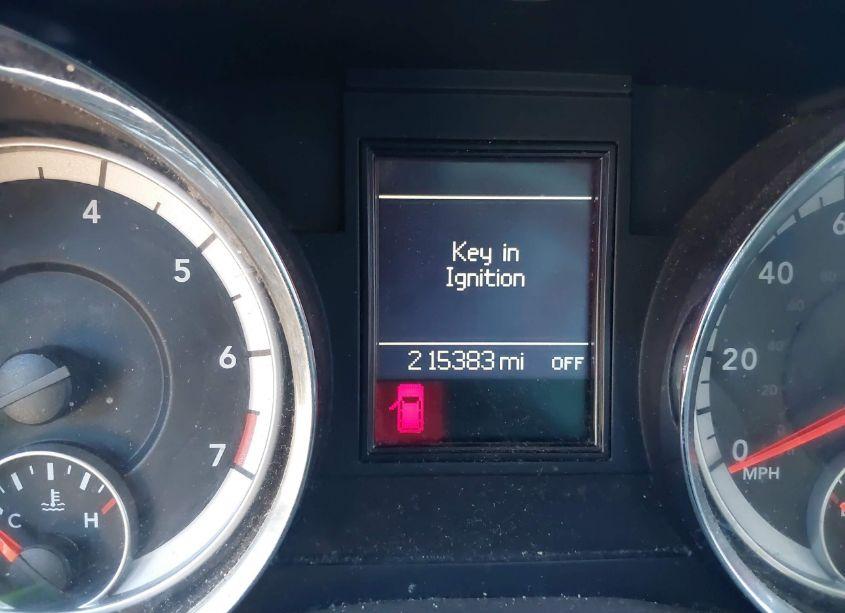 4
5
6
7
C H
Key in
Ignition
215383 mi OFF
40
20
0
MPH